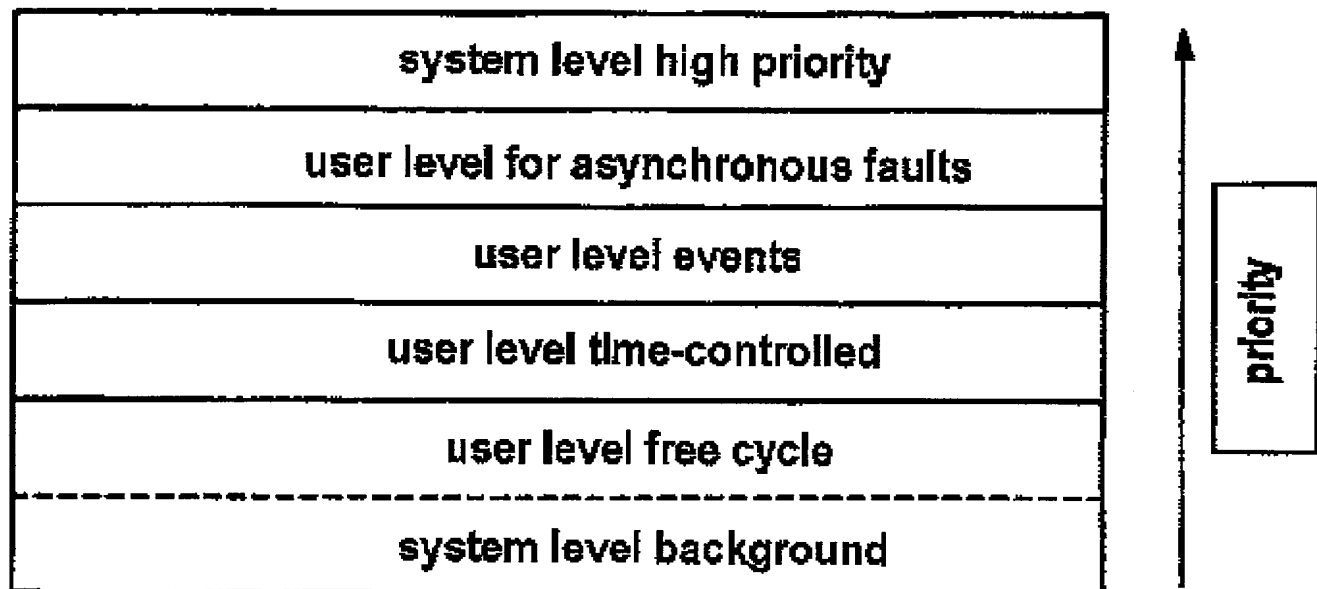 system level high priority
user level for asynchronous faults
user level events
user level time-controlled
user level free cycle
system level background
priority